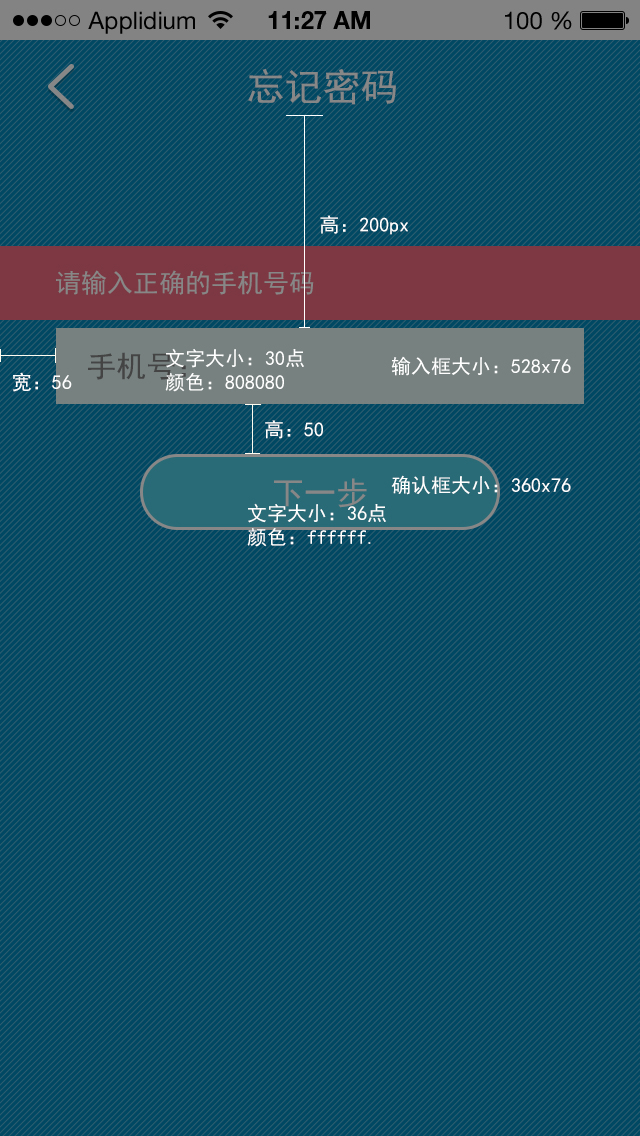 Applidium 11:27 AM 100 %
忘记密码
高：200px
请输入正确的手机号码
手机号：
文字大小：30点
颜色：808080
输入框大小：528x76
宽：56
高：50
下一步
确认框大小：360x76
文字大小：36点
颜色：ffffff.